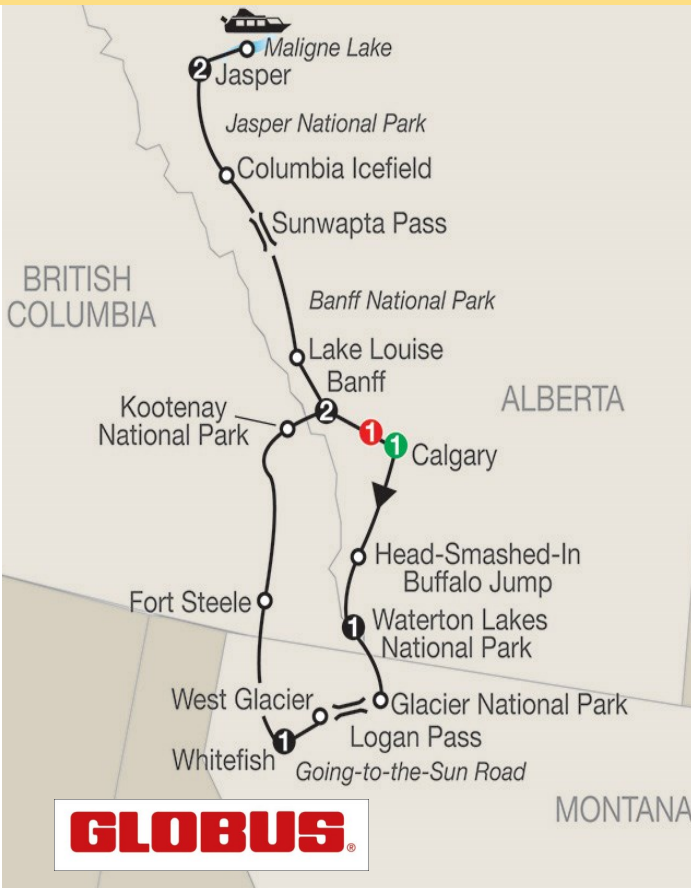 Maligne Lake
2
Jasper
Jasper National Park
Columbia Icefield
Sunwapta Pass
BRITISH
COLUMBIA
Banff National Park
Lake Louise
Banff
2
ALBERTA
Kootenay
National Park
1
1
Calgary
Head-Smashed-In
Buffalo Jump
Fort Steele
1
Waterton Lakes
National Park
West Glacier
Glacier National Park
Logan Pass
1
Whitefish
Going-to-the-Sun Road
MONTANA
GLOBUS®